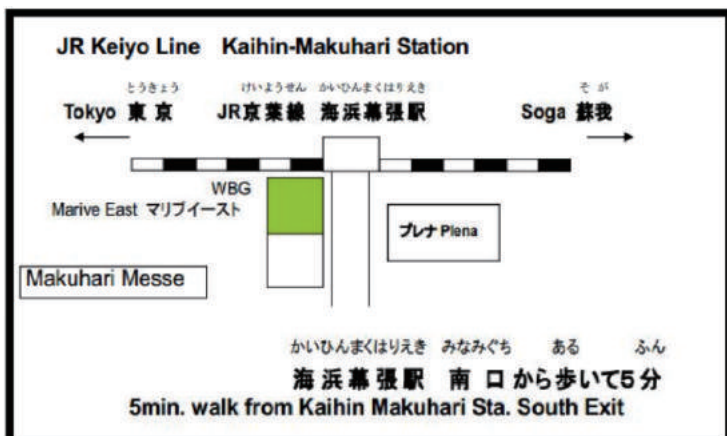 JR Keiyo Line Kaihin-Makuhari Station
とうきょう けいようせん かいひんまくはりえき そが
Tokyo 東京 JR京葉線 海浜幕張駅 Soga 蘇我
WBG
Marive East マリブイースト
プレナ Plena
Makuhari Messe
かいひんまくはりえき みなみぐち ある ふん
海浜幕張駅 南口から歩いて5分
5min. walk from Kaihin Makuhari Sta. South Exit